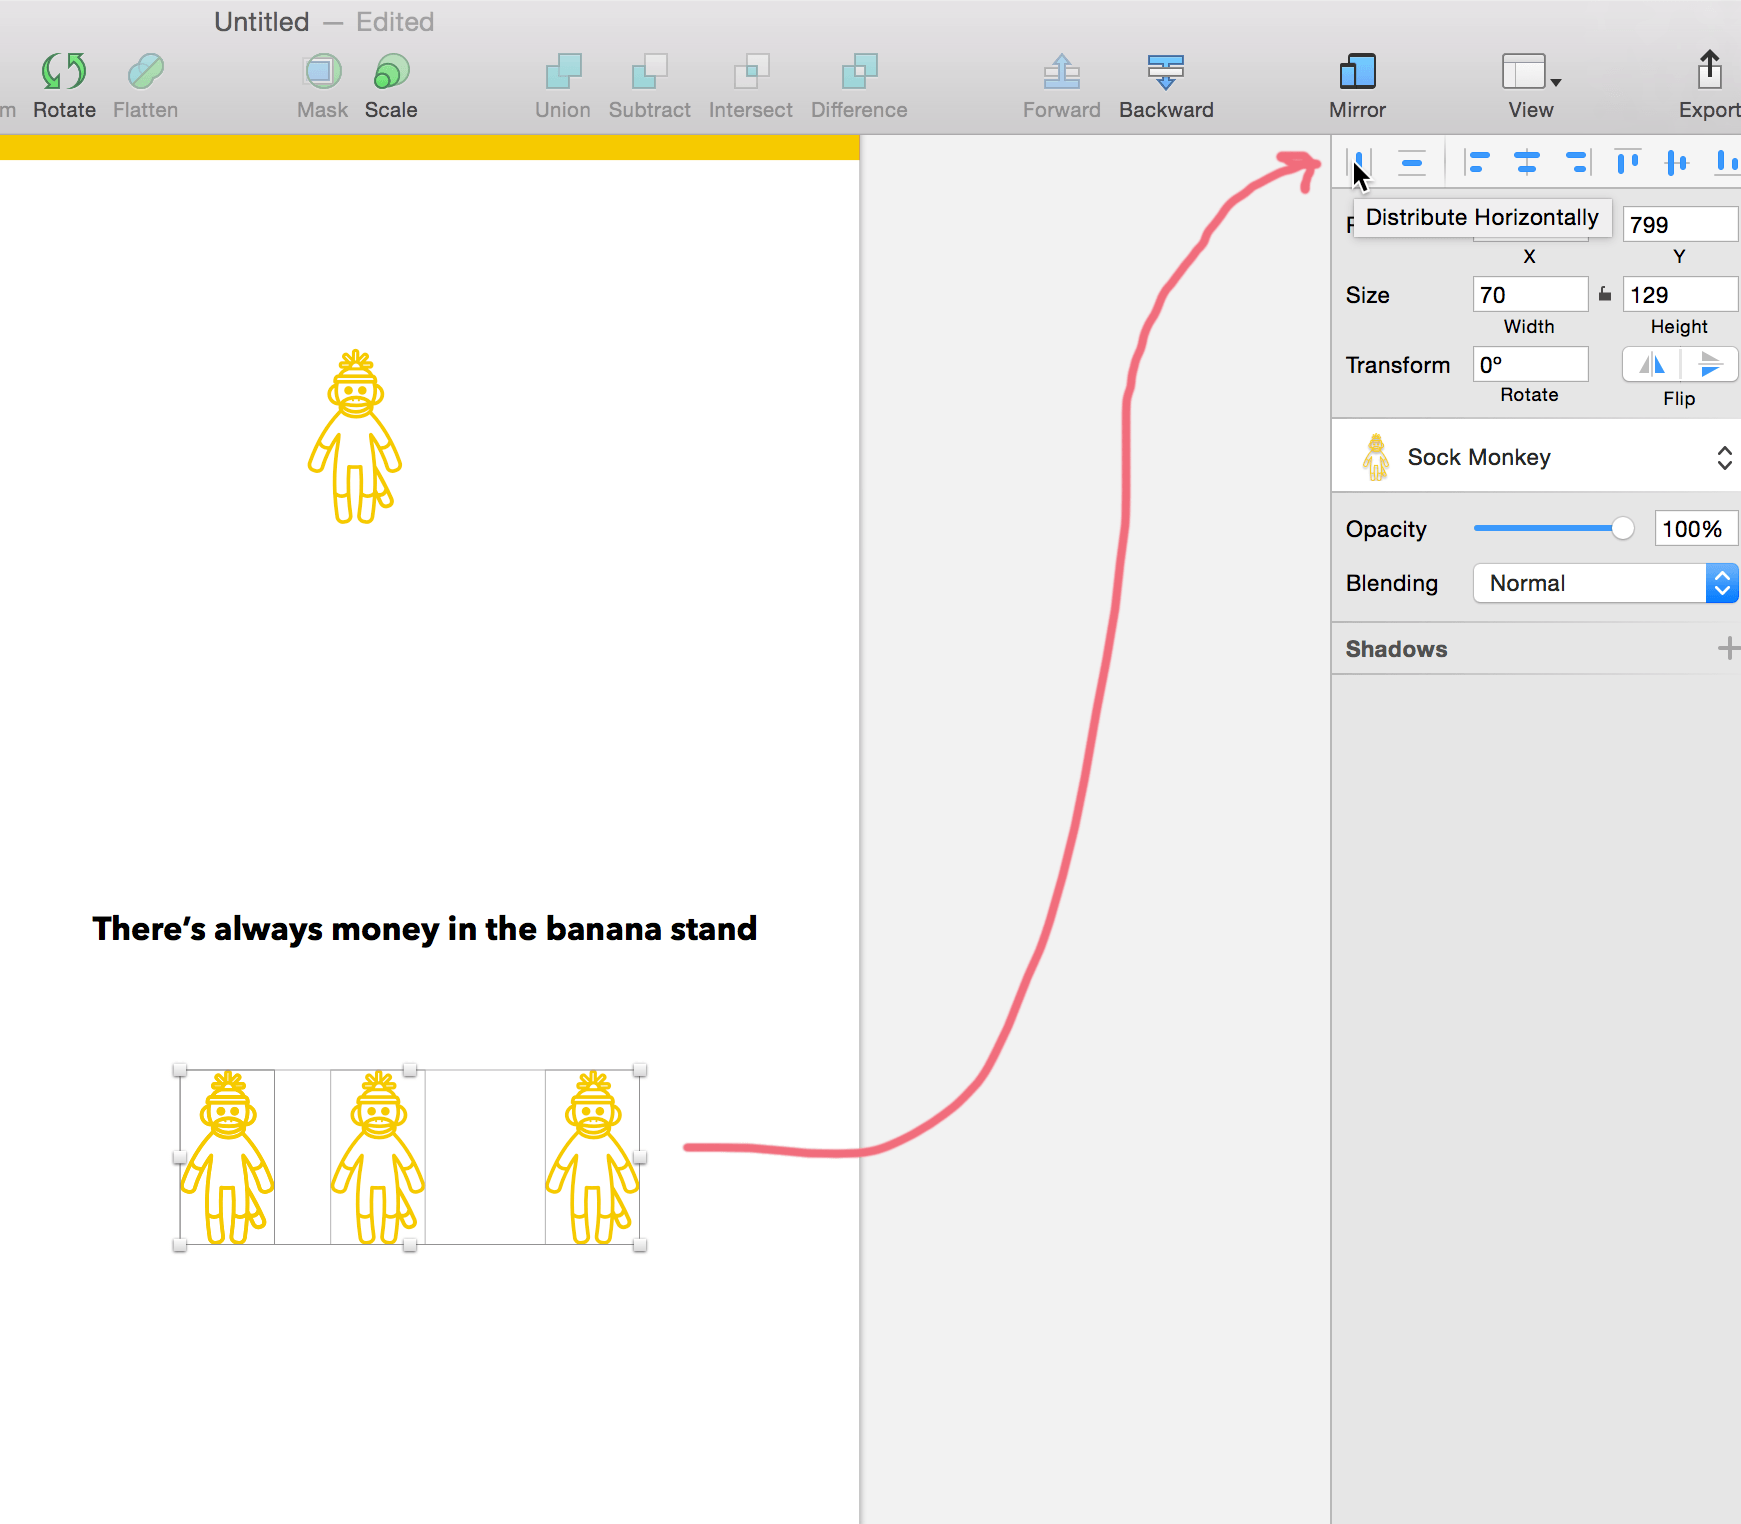 Untitled — Edited
m Rotate Flatten Mask Scale Union Subtract Intersect Difference Forward Backward Mirror View Export
Distribute Horizontally
799
X Y
Size 70 129
Width Height
Transform 0º
Rotate Flip
Sock Monkey
Opacity 100%
Blending Normal
Shadows
There’s always money in the banana stand